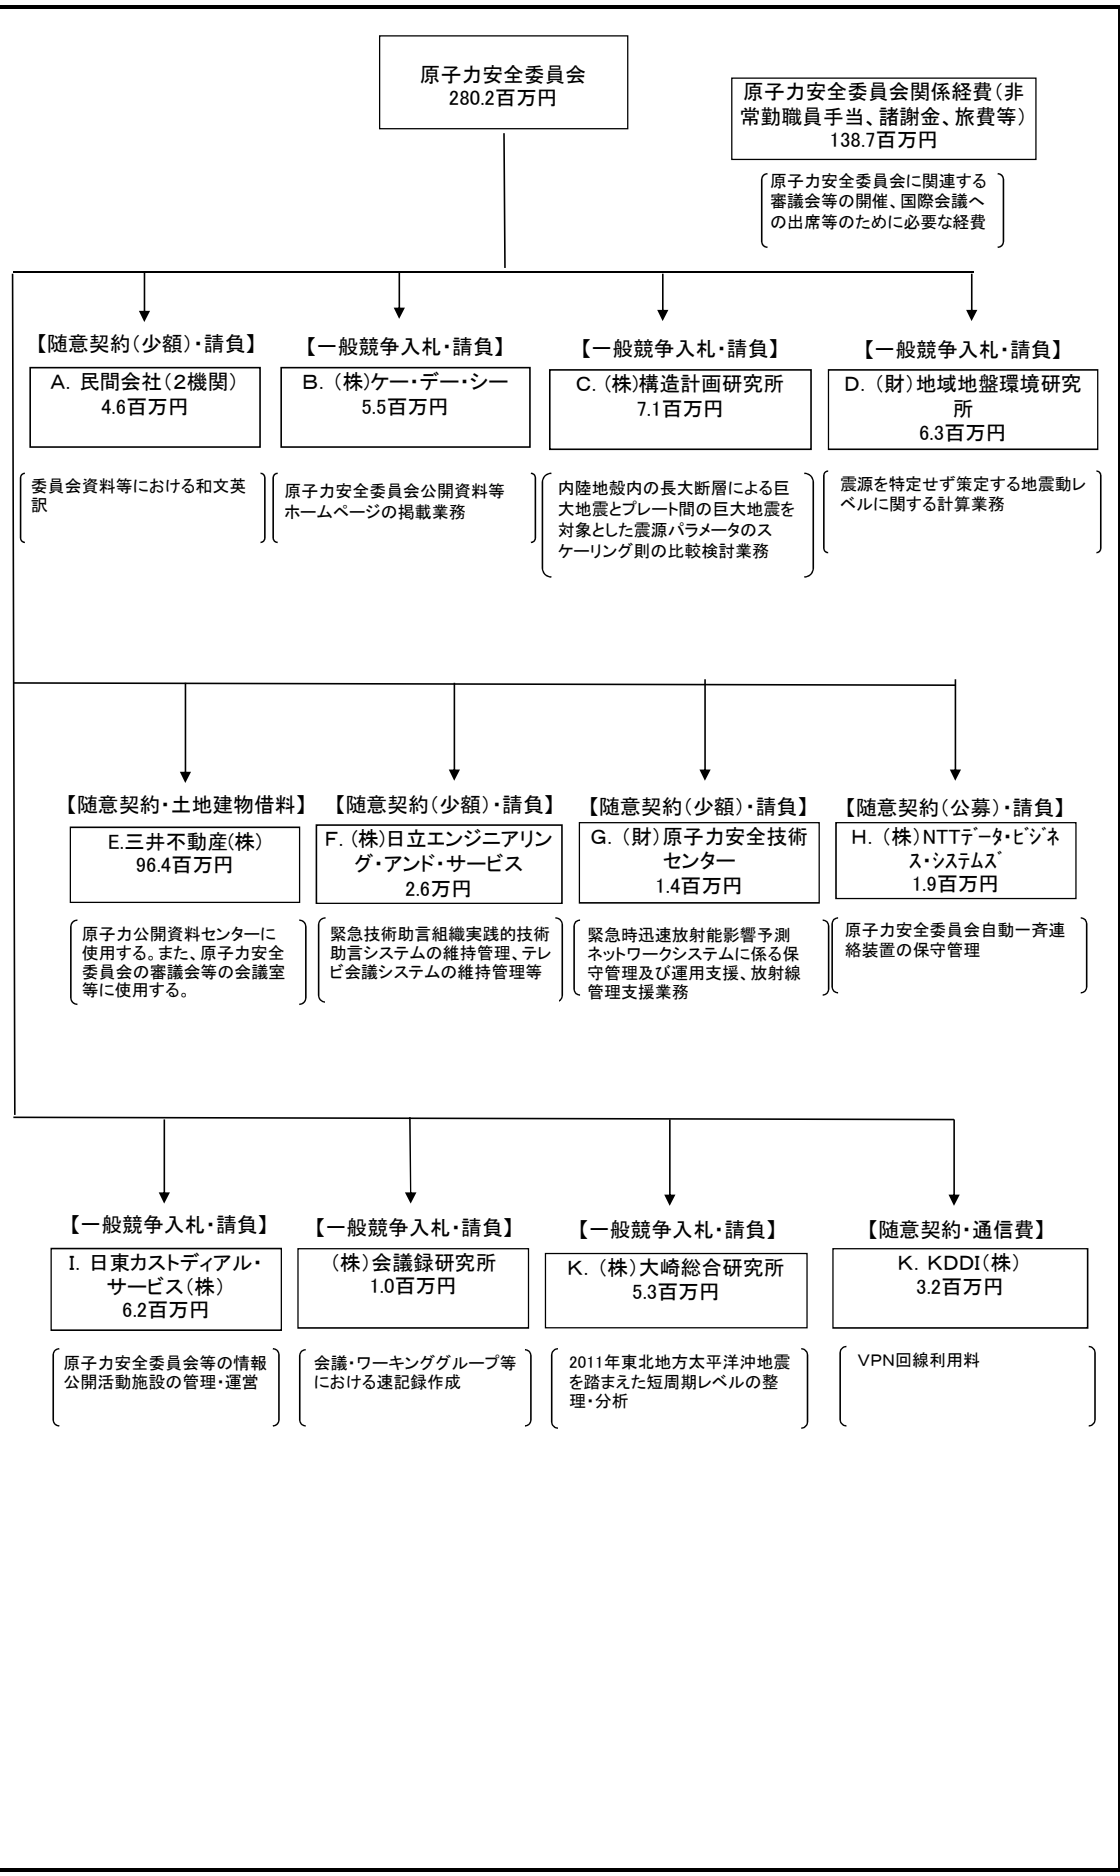 原子力安全委員会
280.2百万円
原子力安全委員会関係経費(非
常勤職員手当、諸謝金、旅費等)
138.7百万円
原子力安全委員会に関連する
審議会等の開催、国際会議へ
の出席等のために必要な経費
【随意契約(少額)・請負】
A. 民間会社(2機関)
4.6百万円
委員会資料等における和文英
訳
【一般競争入札・請負】
B. (株)ケー・デー・シー
5.5百万円
原子力安全委員会公開資料等
ホームページの掲載業務
【一般競争入札・請負】
C. (株)構造計画研究所
7.1百万円
内陸地殻内の長大断層による巨
大地震とプレート間の巨大地震を
対象とした震源パラメータのス
ケーリング則の比較検討業務
【一般競争入札・請負】
D. (財)地域地盤環境研究
所
6.3百万円
震源を特定せず策定する地震動レ
ベルに関する計算業務
【随意契約・土地建物借料】
E.三井不動産(株)
96.4百万円
原子力公開資料センターに
使用する。また、原子力安全
委員会の審議会等の会議室
等に使用する。
【随意契約(少額)・請負】
F. (株)日立エンジニアリン
グ・アンド・サービス
2.6万円
緊急技術助言組織実践的技術
助言システムの維持管理、テレ
ビ会議システムの維持管理等
【随意契約(少額)・請負】
G. (財)原子力安全技術
センター
1.4百万円
緊急時迅速放射能影響予測
ネットワークシステムに係る保
守管理及び運用支援、放射線
管理支援業務
【随意契約(公募)・請負】
H. (株)NTTデータ・ビジネ
ス・システムズ
1.9百万円
原子力安全委員会自動一斉連
絡装置の保守管理
【一般競争入札・請負】
I. 日東カストディアル・
サービス(株)
6.2百万円
原子力安全委員会等の情報
公開活動施設の管理・運営
【一般競争入札・請負】
(株)会議録研究所
1.0百万円
会議・ワーキンググループ等
における速記録作成
【一般競争入札・請負】
K. (株)大崎総合研究所
5.3百万円
2011年東北地方太平洋沖地震
を踏まえた短周期レベルの整
理・分析
【随意契約・通信費】
K. KDDI(株)
3.2百万円
VPN回線利用料